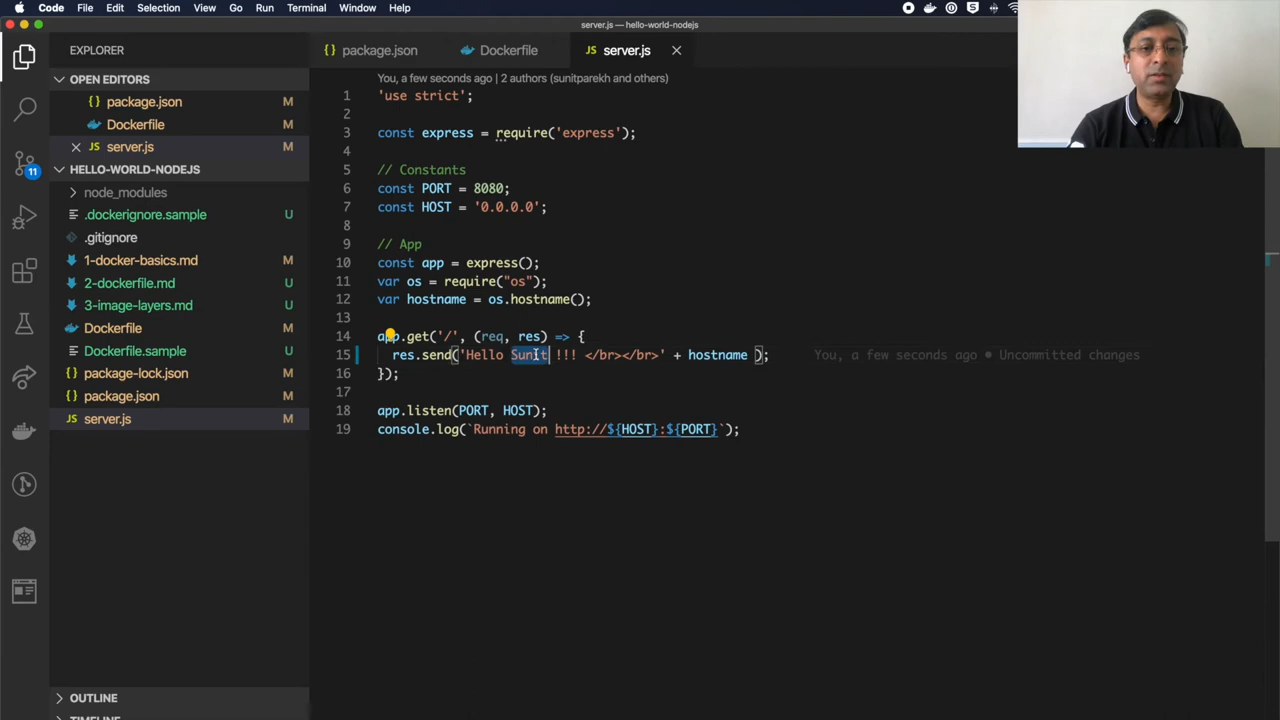 Code File Edit Selection View Go Run Terminal Window Help
server.js — hello-world-nodejs
EXPLORER
OPEN EDITORS
{} package.json M
Dockerfile M
JS server.js M
HELLO-WORLD-NODEJS
node_modules
.dockerignore.sample U
.gitignore
1-docker-basics.md M
2-dockerfile.md U
3-image-layers.md U
Dockerfile M
Dockerfile.sample U
{} package-lock.json M
{} package.json M
JS server.js M
OUTLINE
11
{} package.json
Dockerfile
JS server.js
You, a few seconds ago | 2 authors (sunitparekh and others)
1 'use strict';
2
3 const express = require('express');
4
5 // Constants
6 const PORT = 8080;
7 const HOST = '0.0.0.0';
8
9 // App
10 const app = express();
11 var os = require("os");
12 var hostname = os.hostname();
13
14 app.get('/', (req, res) => {
15 res.send('Hello Sunit !!! </br></br>' + hostname ); You, a few seconds ago • Uncommitted changes
16 });
17
18 app.listen(PORT, HOST);
19 console.log(`Running on http://${HOST}:${PORT}`);